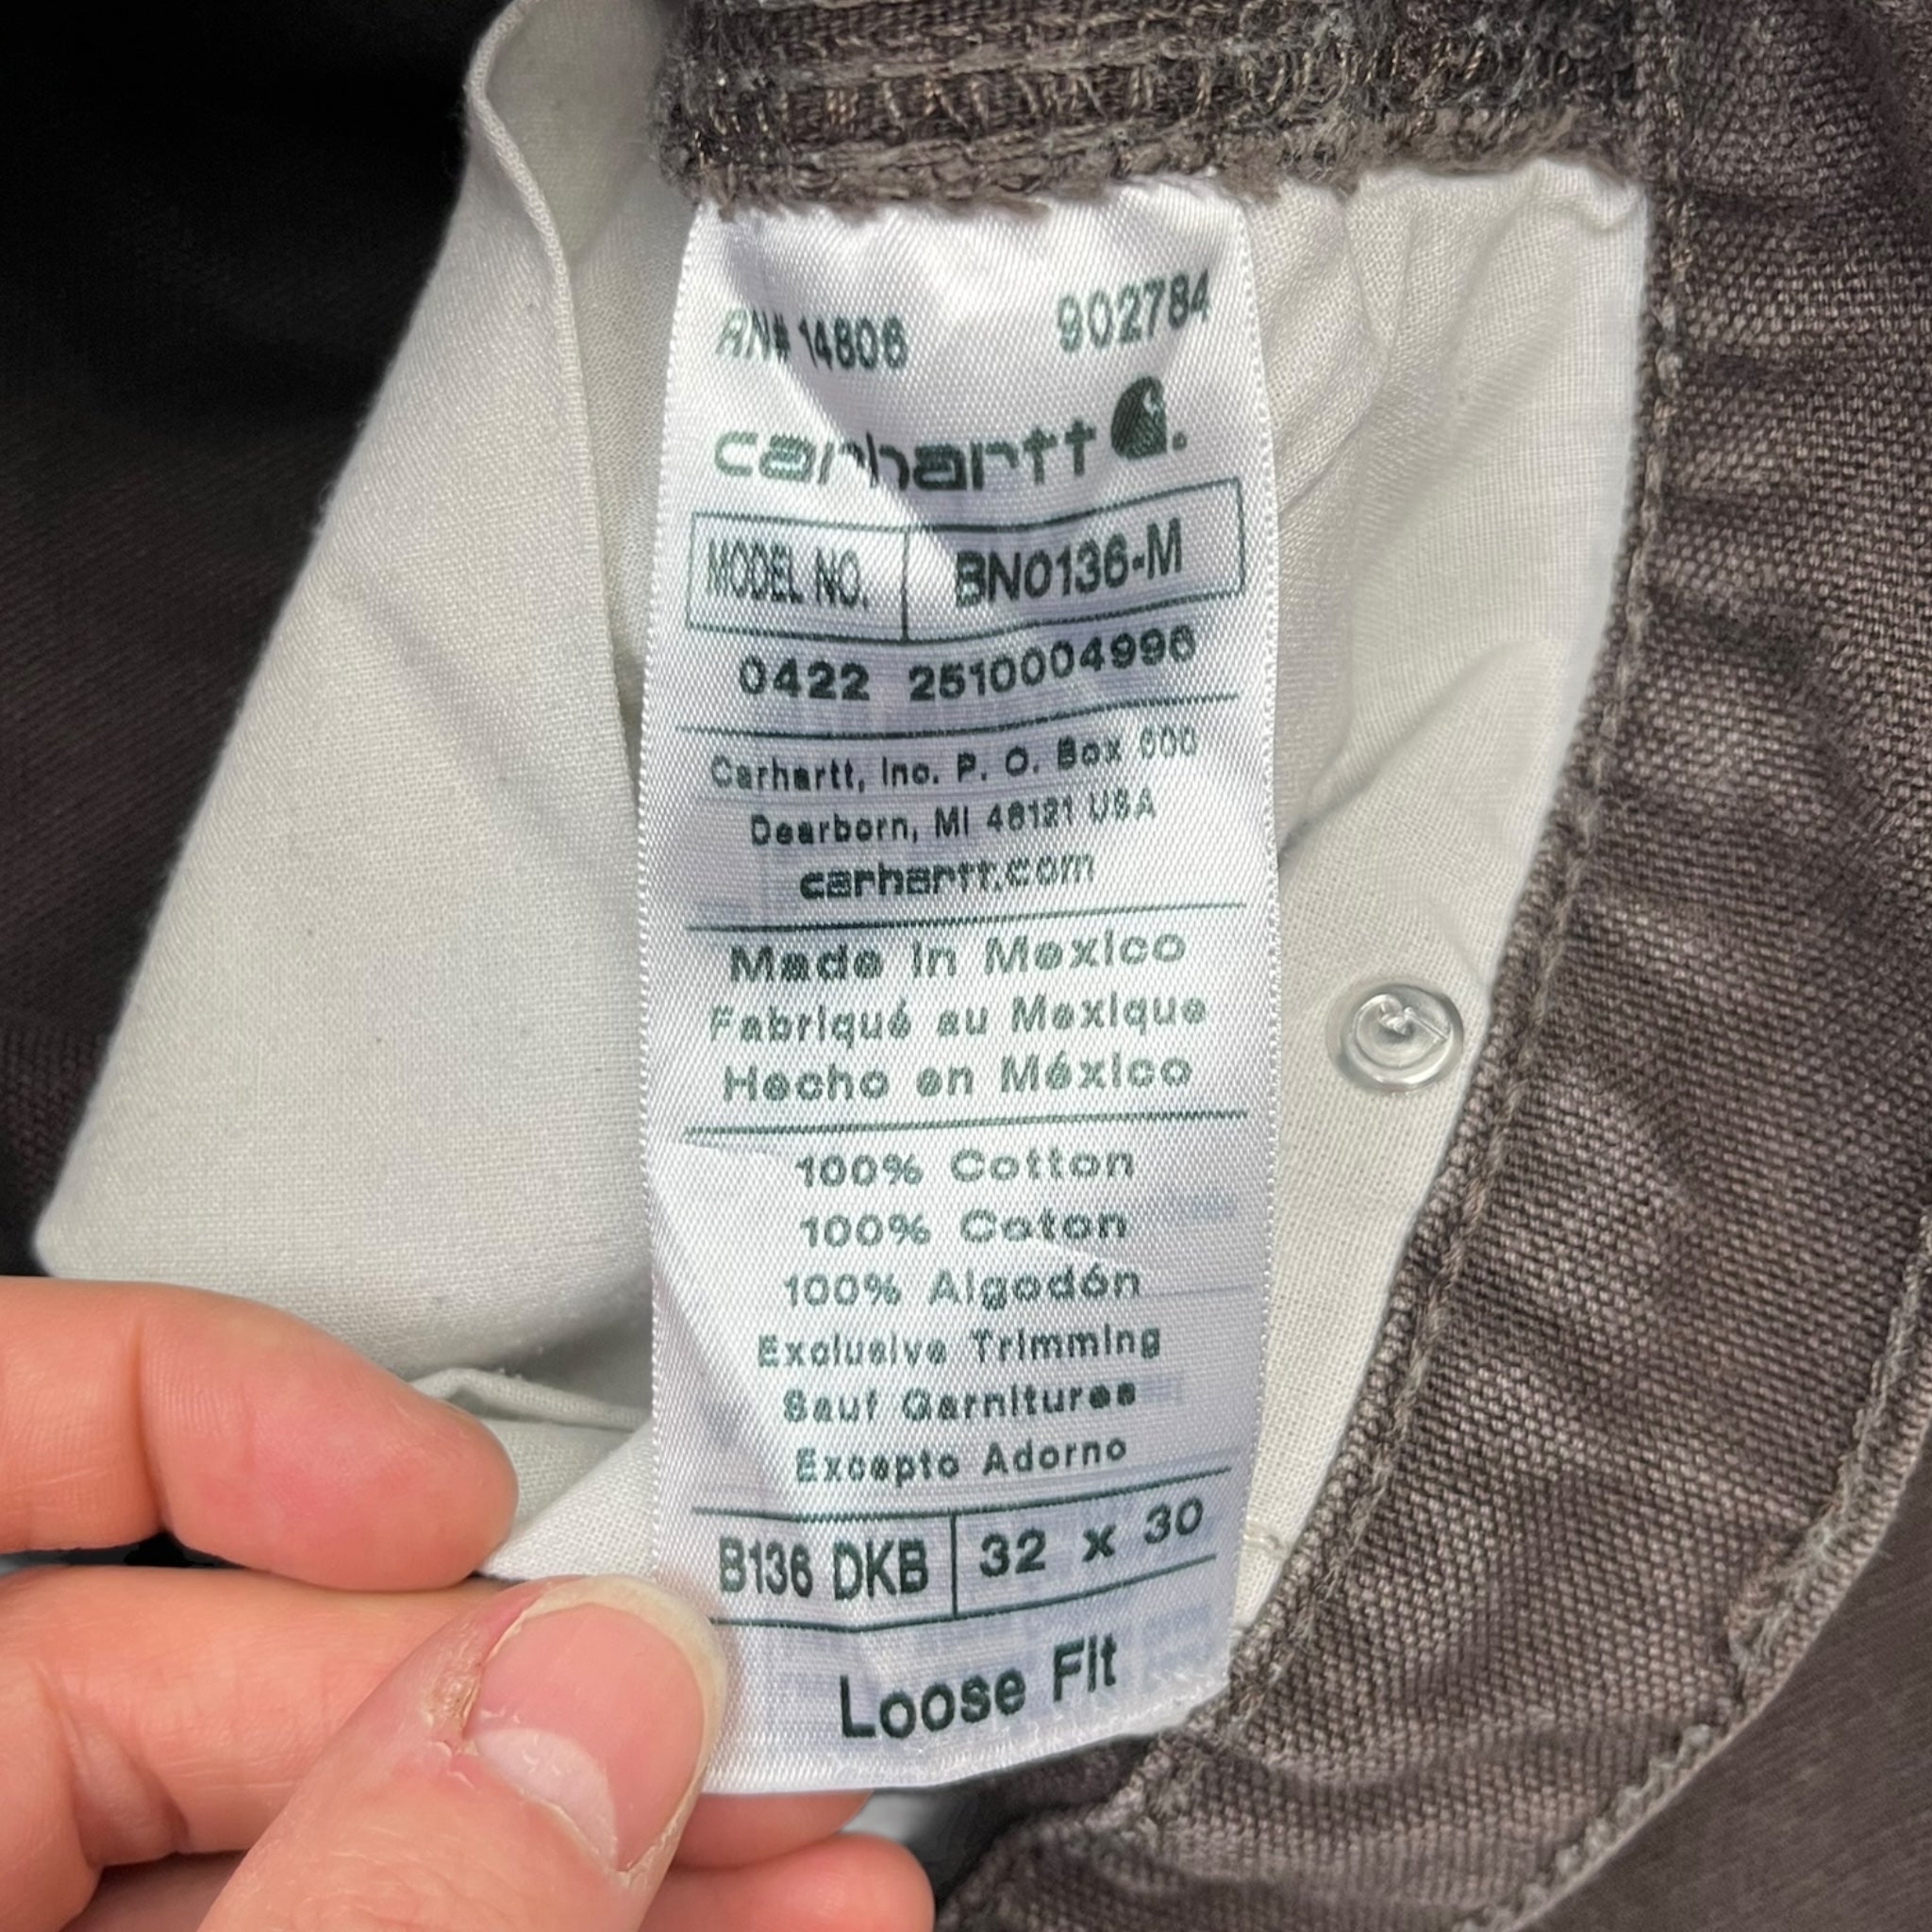 RN# 14806 902784
carhartt
MODEL NO. BN0136-M
0422 2510004996
Carhartt, Inc. P. O. Box 600
Dearborn, MI 48121 USA
carhartt.com
Made in Mexico
Fabriqué au Mexique
Hecho en México
100% Cotton
100% Coton
100% Algodón
Exclusive Trimming
Sauf Garnitures
Excepto Adorno
B136 DKB 32 x 30
Loose Fit